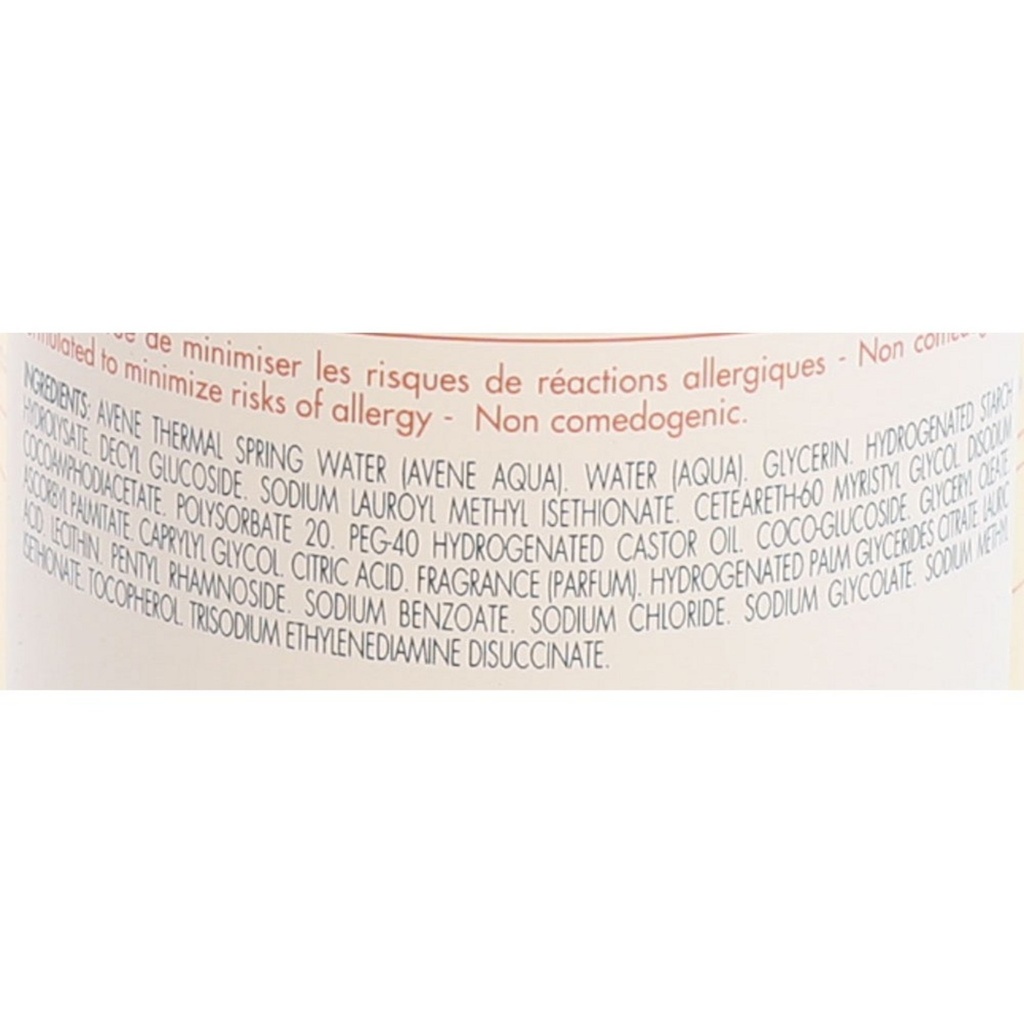 de minimiser les risques de réactions allergiques - Non
to minimize risks of allergy - Non comedogenic.
INGREDIENTS: AVENE THERMAL SPRING WATER (AVENE AQUA). WATER (AQUA). GLYCERIN. HYDROGENATED STARCH
HYDROLYSATE. DECYL GLUCOSIDE. SODIUM LAUROYL METHYL ISETHIONATE. CETEARETH-60 MYRISTYL GLYCOL. DISODIUM
COCOAMPHODIACETATE. POLYSORBATE 20. PEG-40 HYDROGENATED CASTOR OIL. COCO-GLUCOSIDE. GLYCERYL OLEATE.
ASCORBYL PALMITATE. CAPRYLYL GLYCOL. CITRIC ACID. FRAGRANCE (PARFUM). HYDROGENATED PALM GLYCERIDES CITRATE. LAURIC
ACID. LECITHIN. PENTYL RHAMNOSIDE. SODIUM BENZOATE. SODIUM CHLORIDE. SODIUM GLYCOLATE. SODIUM METHYL
ISETHIONATE. TOCOPHEROL. TRISODIUM ETHYLENEDIAMINE DISUCCINATE.